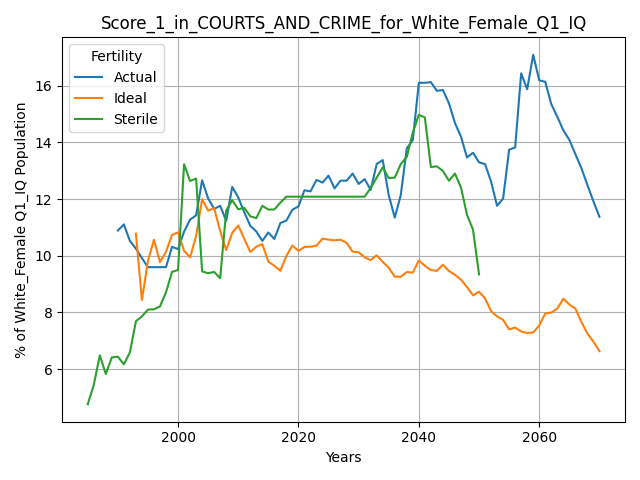 Score_1_in_COURTS_AND_CRIME_for_White_Female_Q1_IQ
Fertility
Actual
Ideal
Sterile
% of White_Female Q1_IQ Population
16
14
12
10
8
6
2000
2020
2040
2060
Years